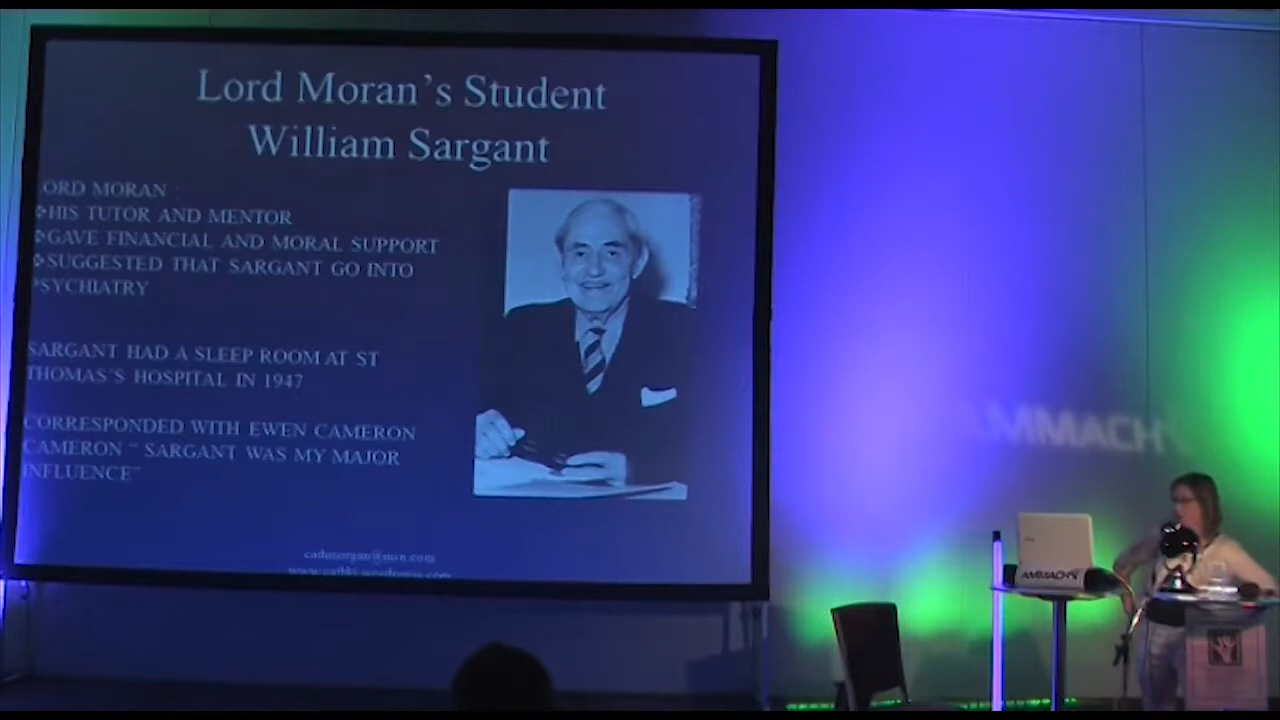 Lord Moran's Student
William Sargant
ORD MORAN
HIS TUTOR AND MENTOR
GAVE FINANCIAL AND MORAL SUPPORT
SUGGESTED THAT SARGANT GO INTO
PSYCHIATRY
SARGANT HAD A SLEEP ROOM AT ST
THOMAS'S HOSPITAL IN 1947
CORRESPONDED WITH EWEN CAMERON
CAMERON " SARGANT WAS MY MAJOR
INFLUENCE"
AMMACH
AMMACH